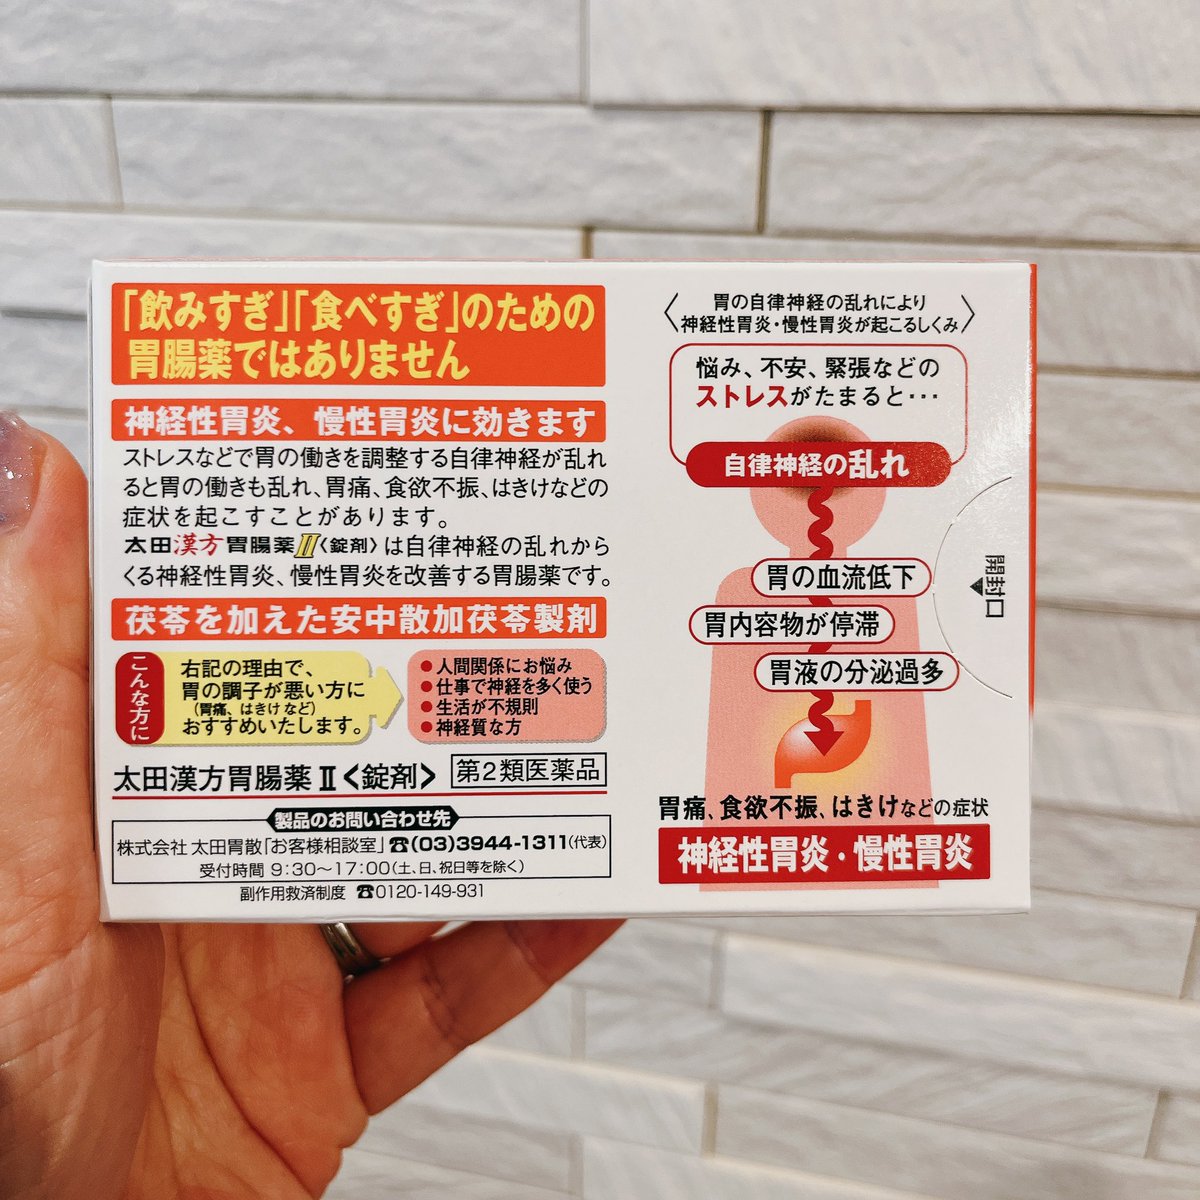 「飲みすぎ」「食べすぎ」のための
胃腸薬ではありません
神経性胃炎、慢性胃炎に効きます
ストレスなどで胃の働きを調整する自律神経が乱れ
ると胃の働きも乱れ、胃痛、食欲不振、はきけなどの
症状を起こすことがあります。
太田漢方胃腸薬Ⅱ〈錠剤〉は自律神経の乱れから
くる神経性胃炎、慢性胃炎を改善する胃腸薬です。
茯苓を加えた安中散加茯苓製剤
こんな方に
右記の理由で、
胃の調子が悪い方に
(胃痛、はきけなど)
おすすめいたします。
●人間関係にお悩み
●仕事で神経を多く使う
●生活が不規則
●神経質な方
太田漢方胃腸薬Ⅱ〈錠剤〉 第2類医薬品
製品のお問い合わせ先
株式会社 太田胃散「お客様相談室」☎(03)3944-1311(代表)
受付時間 9:30〜17:00(土、日、祝日等を除く)
副作用救済制度 ☎0120-149-931
〈胃の自律神経の乱れにより
神経性胃炎・慢性胃炎が起こるしくみ〉
悩み、不安、緊張などの
ストレスがたまると…
自律神経の乱れ
胃の血流低下
胃内容物が停滞
胃液の分泌過多
胃痛、食欲不振、はきけなどの症状
神経性胃炎・慢性胃炎
開封口